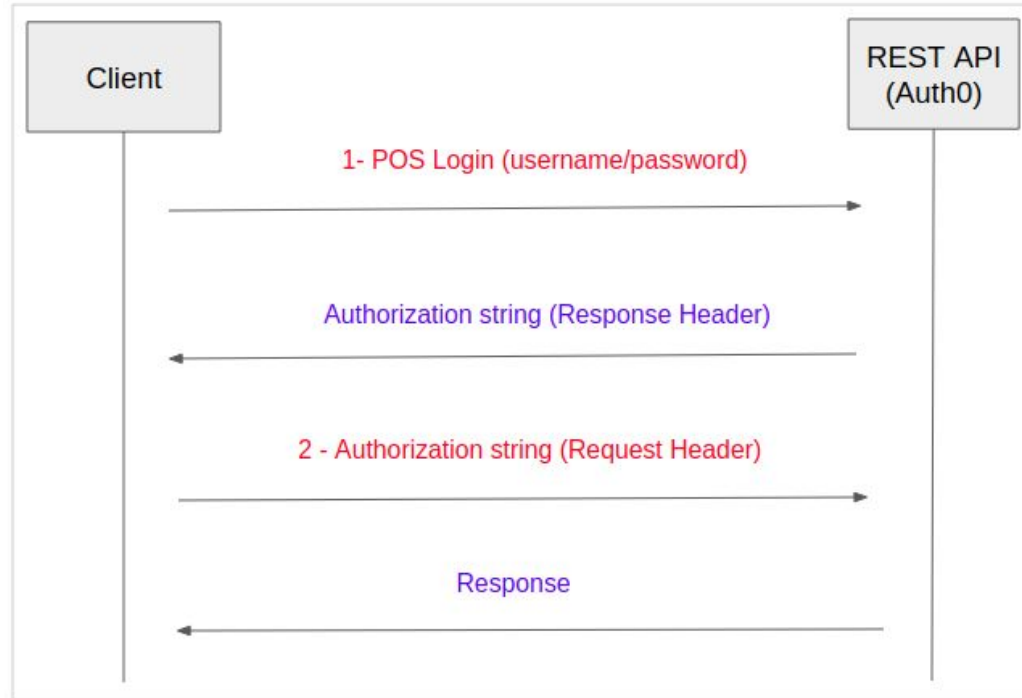 Client
REST API
(Auth0)
1- POS Login (username/password)
Authorization string (Response Header)
2 - Authorization string (Request Header)
Response